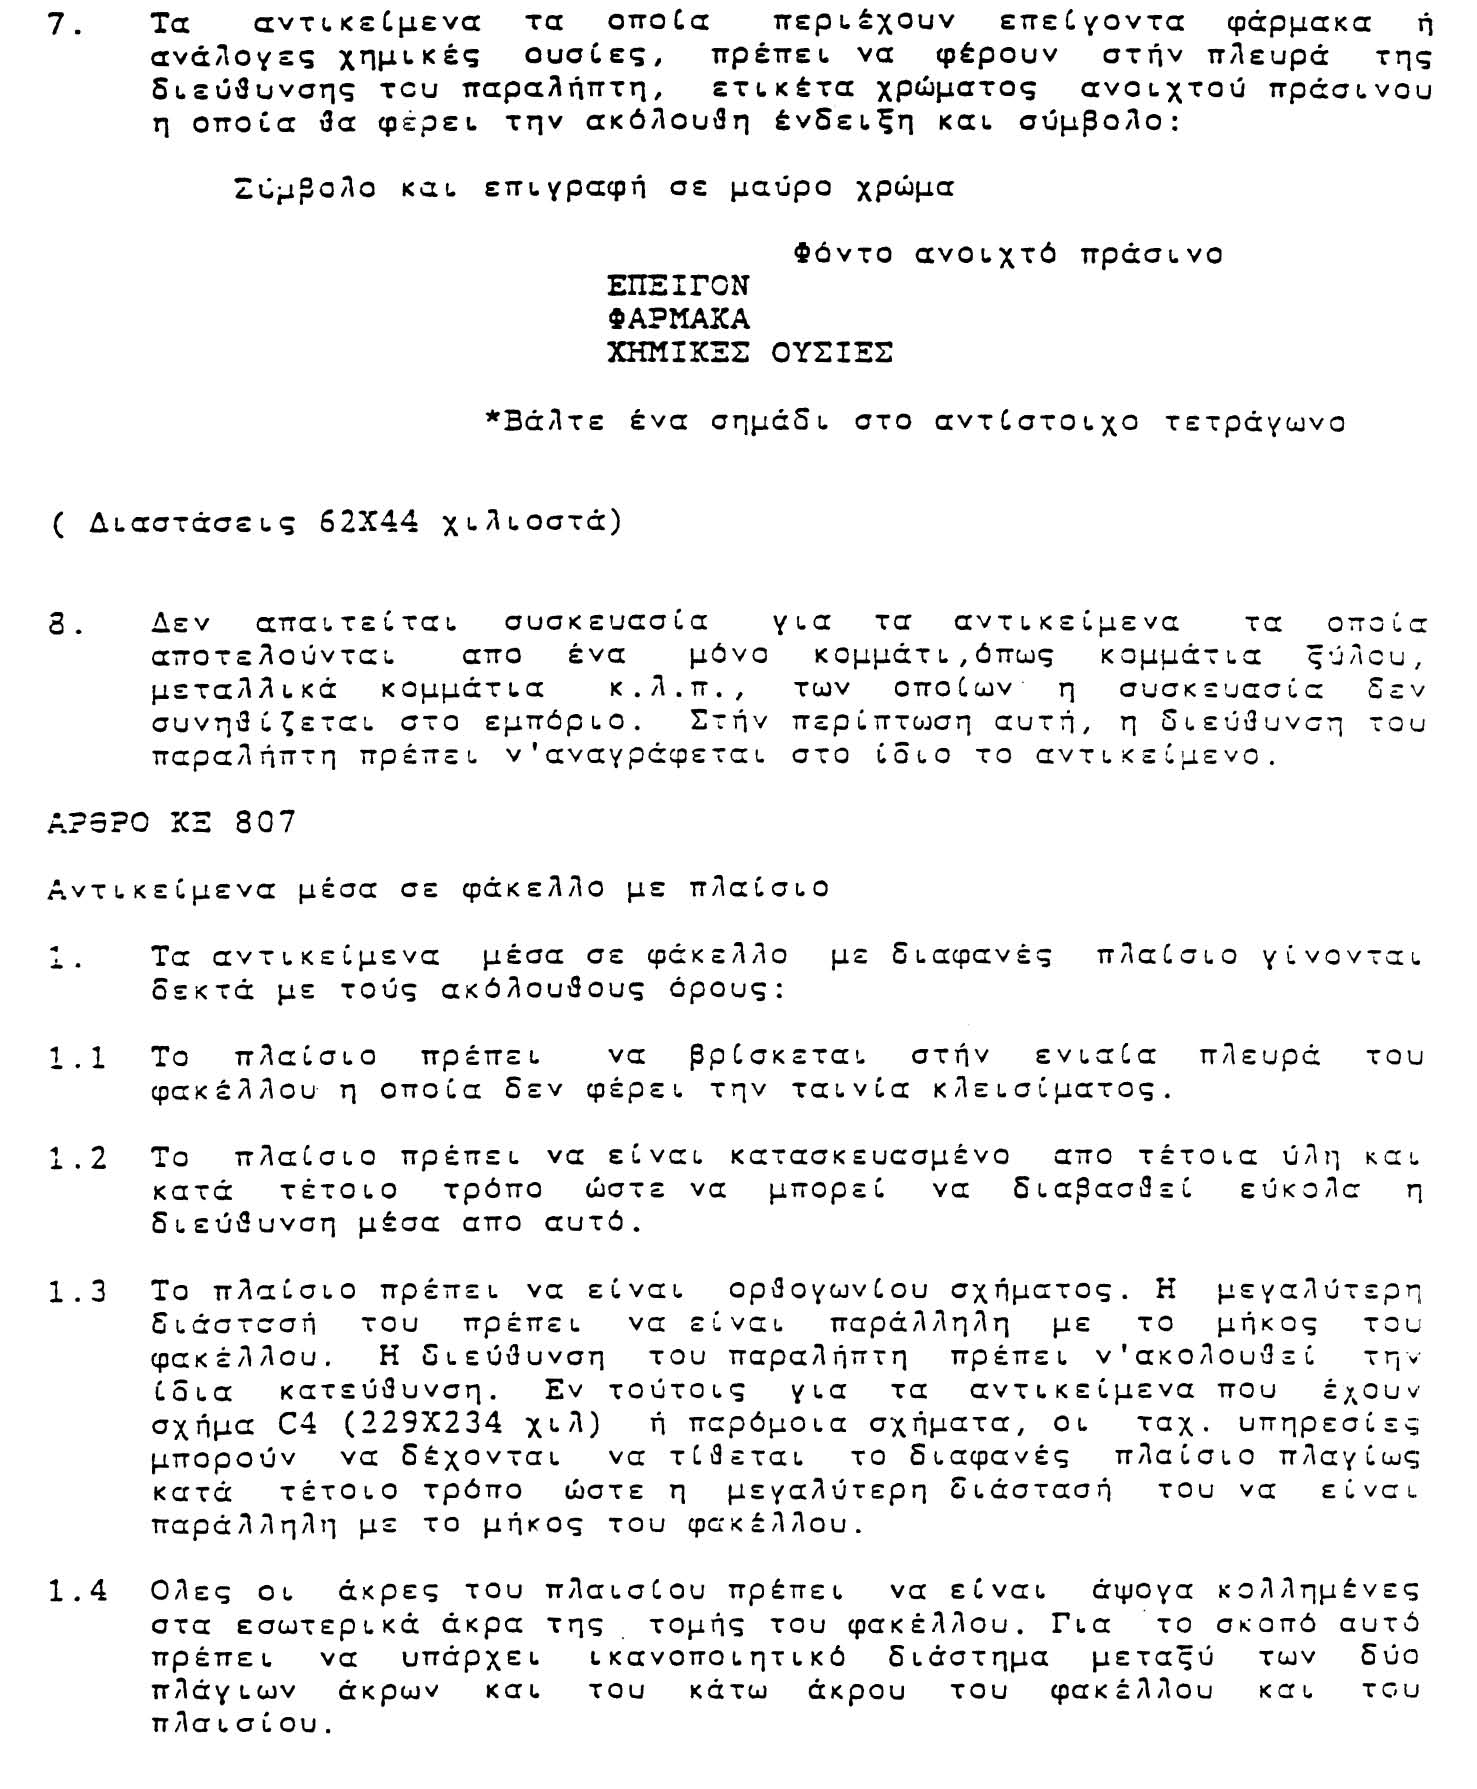 7. Τα αντικείμενα τα οποία περιέχουν επείγοντα φάρμακα ή
ανάλογες χημικές ουσίες, πρέπει να φέρουν στήν πλευρά της
διεύθυνσης του παραλήπτη, ετικέτα χρώματος ανοιχτού πράσινου
η οποία θα φέρει την ακόλουθη ένδειξη και σύμβολο:
Σύμβολο και επιγραφή σε μαύρο χρώμα
Φόντο ανοιχτό πράσινο
ΕΠΕΙΓΟΝ
ΦΑΡΜΑΚΑ
ΧΗΜΙΚΕΣ ΟΥΣΙΕΣ
*Βάλτε ένα σημάδι στο αντίστοιχο τετράγωνο
( Διαστάσεις 62Χ44 χιλιοστά)
8. Δεν απαιτείται συσκευασία για τα αντικείμενα τα οποία
αποτελούνται απο ένα μόνο κομμάτι,όπως κομμάτια ξύλου,
μεταλλικά κομμάτια κ.λ.π., των οποίων η συσκευασία δεν
συνηθίζεται στο εμπόριο. Στήν περίπτωση αυτή, η διεύθυνση του
παραλήπτη πρέπει ν'αναγράφεται στο ίδιο το αντικείμενο.
ΑΡΘΡΟ ΚΞ 807
Αντικείμενα μέσα σε φάκελλο με πλαίσιο
1. Τα αντικείμενα μέσα σε φάκελλο με διαφανές πλαίσιο γίνονται
δεκτά με τούς ακόλουθους όρους:
1.1 Το πλαίσιο πρέπει να βρίσκεται στήν ενιαία πλευρά του
φακέλλου η οποία δεν φέρει την ταινία κλεισίματος.
1.2 Το πλαίσιο πρέπει να είναι κατασκευασμένο απο τέτοια ύλη και
κατά τέτοιο τρόπο ώστε να μπορεί να διαβασθεί εύκολα η
διεύθυνση μέσα απο αυτό.
1.3 Το πλαίσιο πρέπει να είναι ορθογωνίου σχήματος. Η μεγαλύτερη
διάστασή του πρέπει να είναι παράλληλη με το μήκος του
φακέλλου. Η διεύθυνση του παραλήπτη πρέπει ν'ακολουθεί την
ίδια κατεύθυνση. Εν τούτοις για τα αντικείμενα που έχουν
σχήμα C4 (229Χ234 χιλ) ή παρόμοια σχήματα, οι ταχ. υπηρεσίες
μπορούν να δέχονται να τίθεται το διαφανές πλαίσιο πλαγίως
κατά τέτοιο τρόπο ώστε η μεγαλύτερη διάστασή του να είναι
παράλληλη με το μήκος του φακέλλου.
1.4 Ολες οι άκρες του πλαισίου πρέπει να είναι άψογα κολλημένες
στα εσωτερικά άκρα της τομής του φακέλλου. Για το σκοπό αυτό
πρέπει να υπάρχει ικανοποιητικό διάστημα μεταξύ των δύο
πλάγιων άκρων και του κάτω άκρου του φακέλλου και του
πλαισίου.